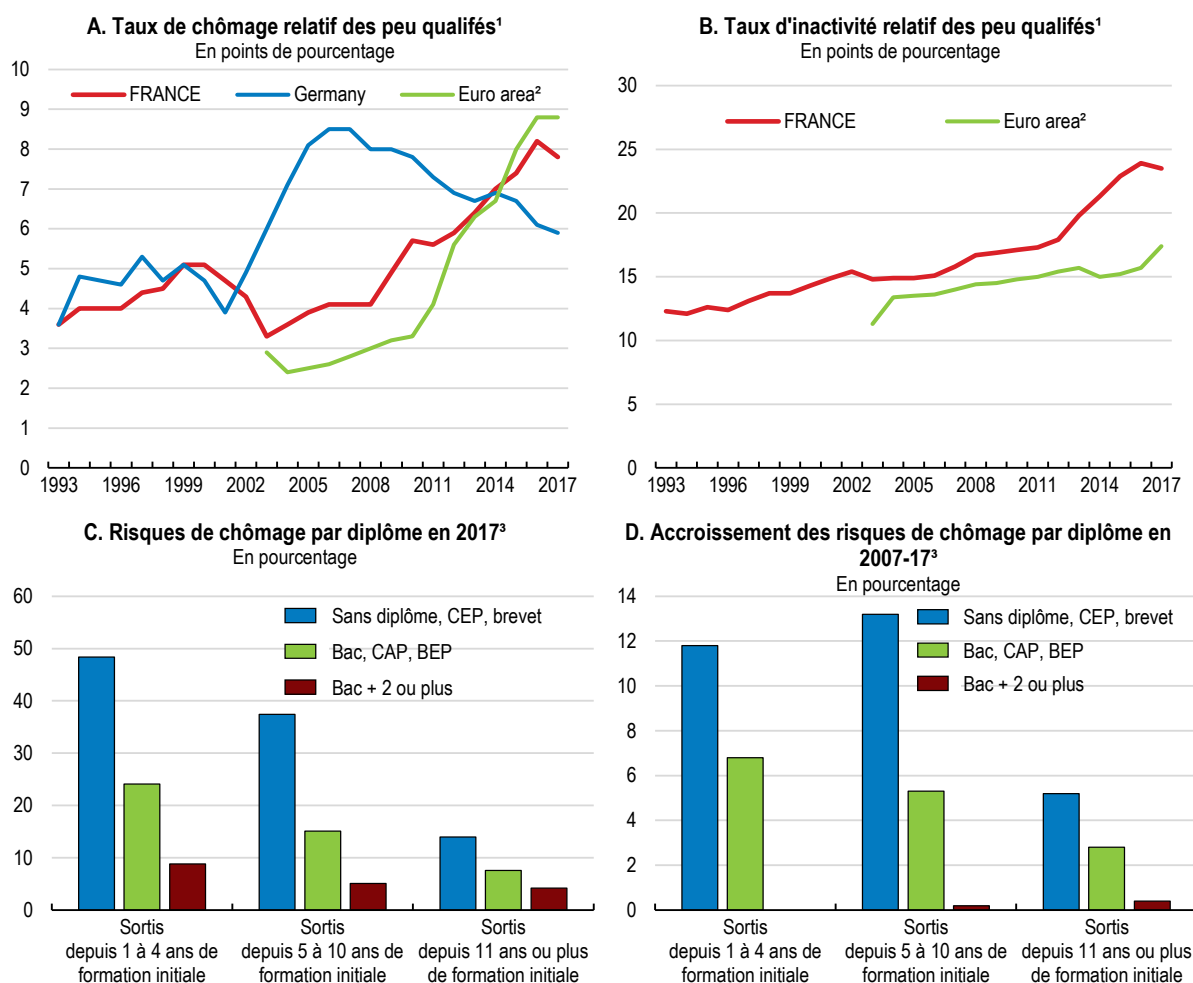 A. Taux de chômage relatif des peu qualifés¹
En points de pourcentage
10
9
8
7
6
5
4
3
2
1
0
FRANCE Germany Euro area²
1993 1996 1999 2002 2005 2008 2011 2014 2017
B. Taux d'inactivité relatif des peu qualifés¹
En points de pourcentage
30
25
20
15
10
5
0
FRANCE Euro area²
1993 1996 1999 2002 2005 2008 2011 2014 2017
C. Risques de chômage par diplôme en 2017³
En pourcentage
60
50
40
30
20
10
0
Sans diplôme, CEP, brevet
Bac, CAP, BEP
Bac + 2 ou plus
Sortis
depuis 1 à 4 ans de
formation initiale
Sortis
depuis 5 à 10 ans de
formation initiale
Sortis
depuis 11 ans ou plus
de formation initiale
D. Accroissement des risques de chômage par diplôme en
2007-17³
En pourcentage
14
12
10
8
6
4
2
0
Sans diplôme, CEP, brevet
Bac, CAP, BEP
Bac + 2 ou plus
Sortis
depuis 1 à 4 ans de
formation initiale
Sortis
depuis 5 à 10 ans de
formation initiale
Sortis
depuis 11 ans ou plus
de formation initiale